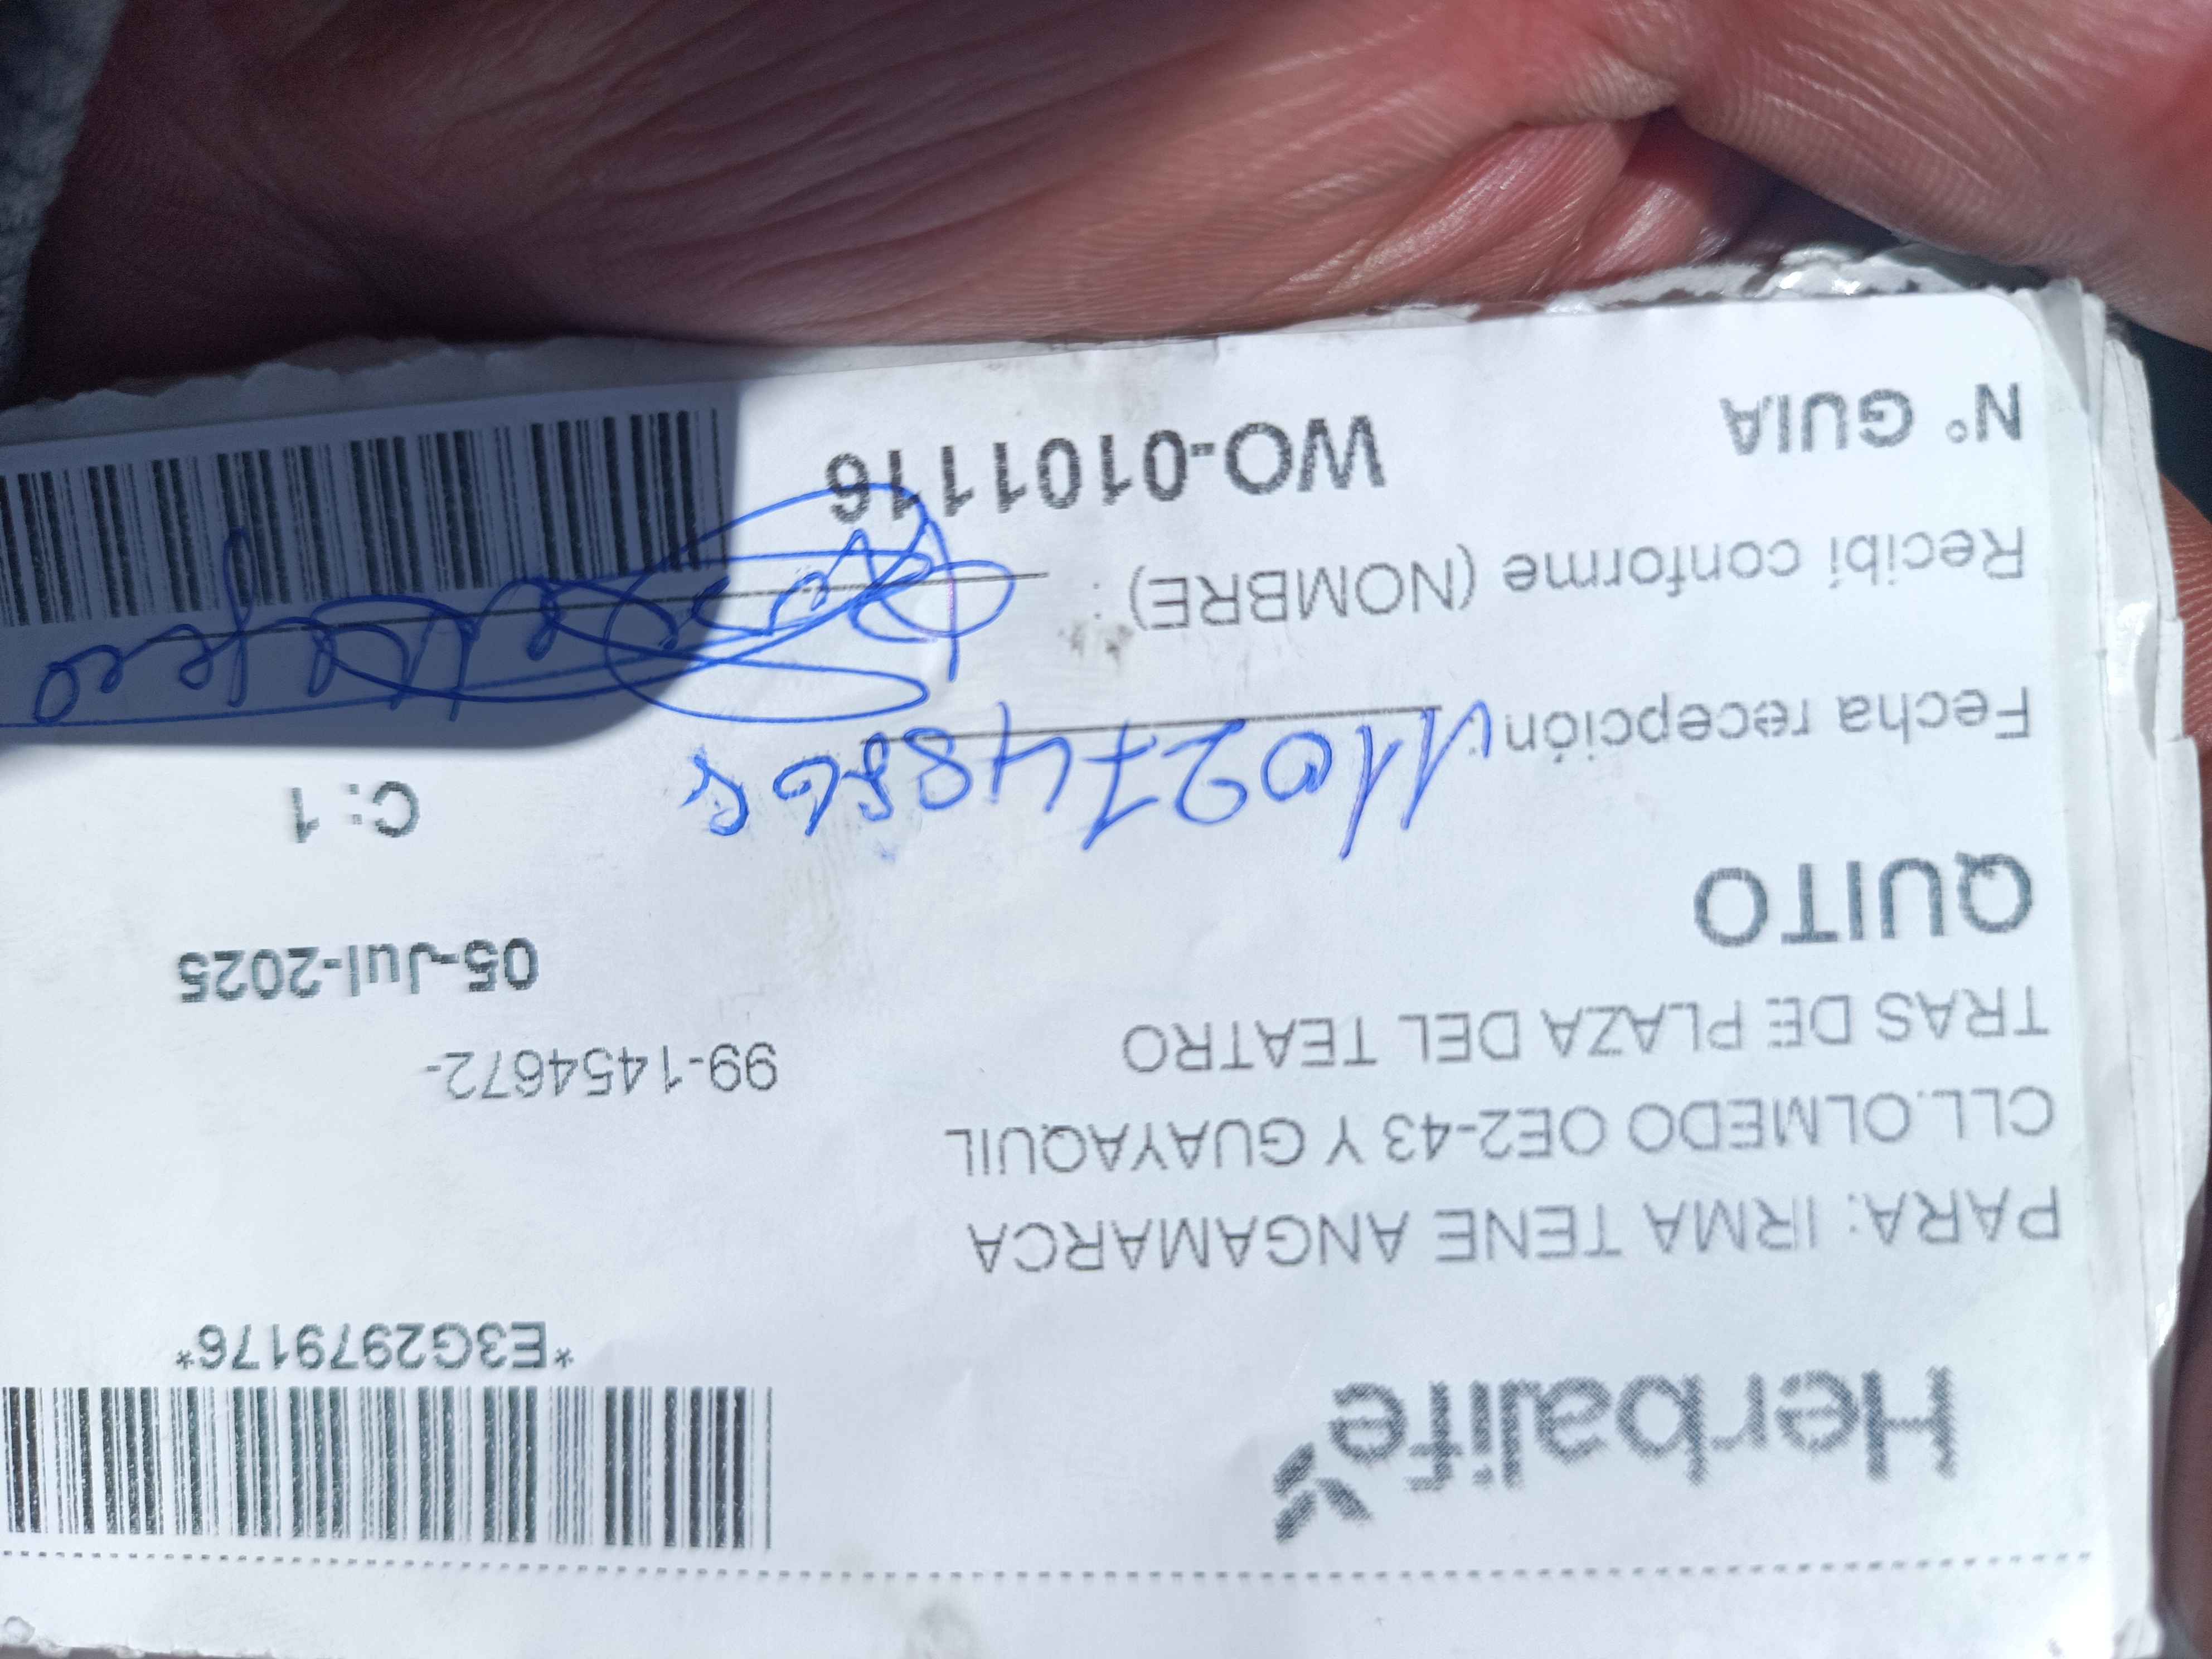 Herbalife
*E3G2979176*
PARA: IRMA TENE ANGAMARCA
CLL.OLMEDO OE2-43 Y GUAYAQUIL
99-1454672-
TRAS DE PLAZA DEL TEATRO
QUITO
05-Jul-2025
Fecha recepción:
C: 1
Recibí conforme (NOMBRE) :
N° GUIA
WO-0101116